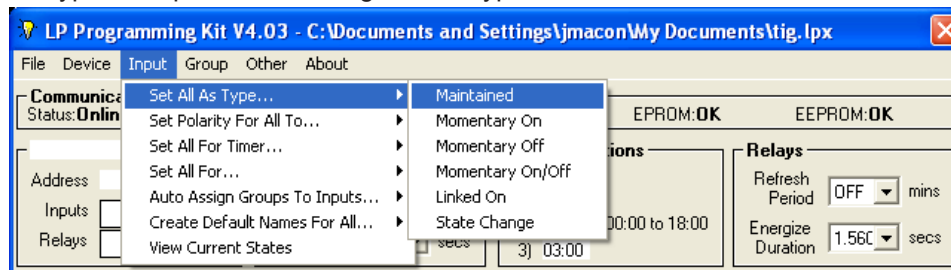 LP Programming Kit V4.03 - C:\Documents and Settings\jmacon\My Documents\tig.lpx
File Device Input Group Other About
Communica
Status:Onlin
EPROM:OK
EEPROM:OK
Set All As Type...
Set Polarity For All To...
Set All For Timer...
Set All For...
Auto Assign Groups To Inputs...
Create Default Names For All...
View Current States
Maintained
Momentary On
Momentary Off
Momentary On/Off
Linked On
State Change
Address
Inputs
Relays
secs
ions
00:00 to 18:00
3) 03:00
Relays
Refresh Period OFF mins
Energize Duration 1.560 secs